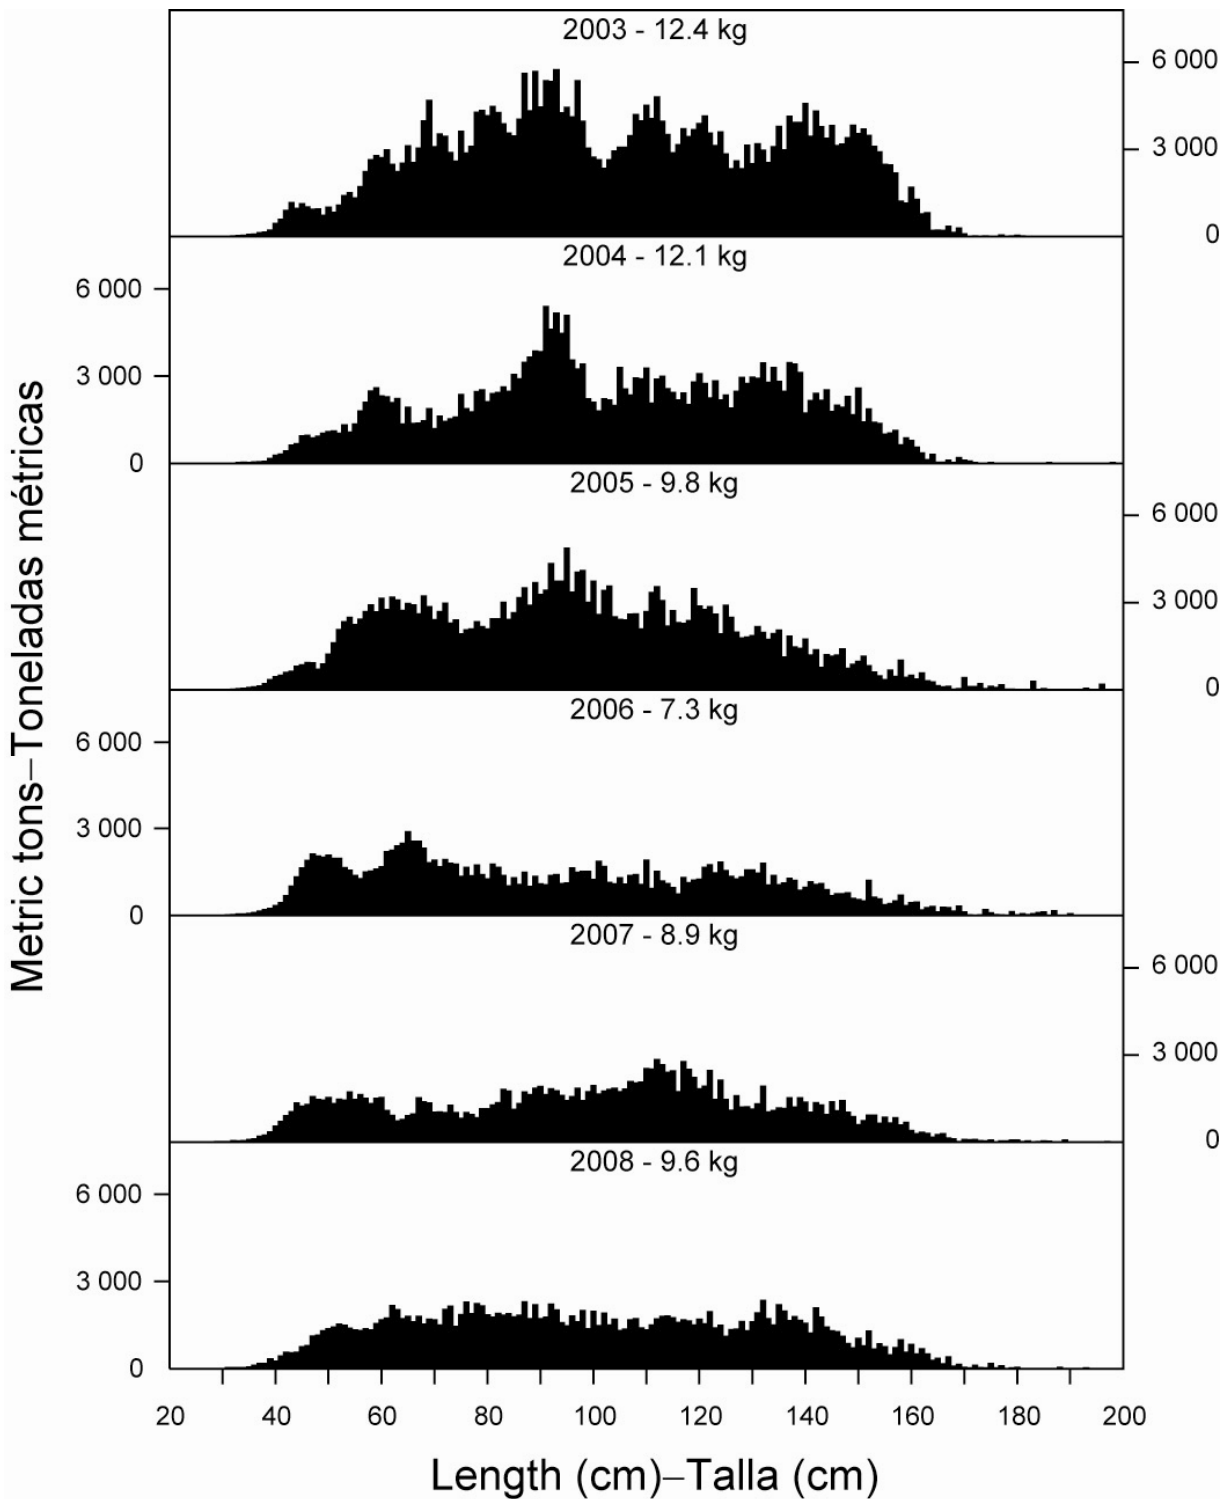 2003 - 12.4 kg
6 000
3 000
0
2004 - 12.1 kg
6 000
3 000
0
2005 - 9.8 kg
6 000
3 000
0
2006 - 7.3 kg
6 000
3 000
0
2007 - 8.9 kg
6 000
3 000
0
2008 - 9.6 kg
6 000
3 000
0
Metric tons–Toneladas métricas
20 40 60 80 100 120 140 160 180 200
Length (cm)–Talla (cm)